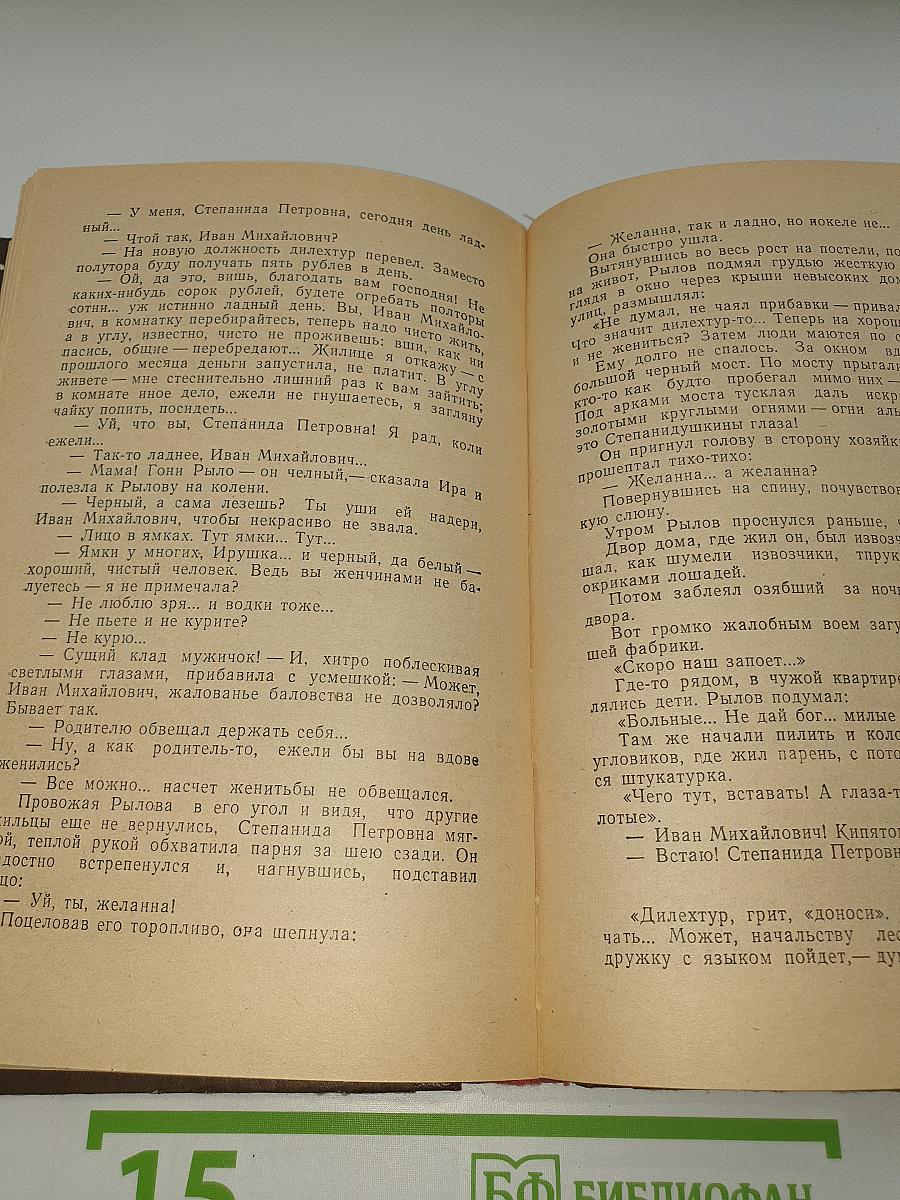 — У меня, Степанида Петровна, сегодня день лад-
ный...
— Чтой так, Иван Михайлович?
— На новую должность дилехтур перевел. Заместо
полутора буду получать пять рублев в день.
— Ой, да это, вишь, благодать вам господня! Не
каких-нибудь сорок рублей, будете огребать полторы
сотни... уж истинно ладный день. Вы, Иван Михайло-
вич, в комнатку перебирайтесь, теперь надо чисто жить,
а в углу, известно, чисто не проживешь: вши, как ни
пасись, общие — перебредают... Жилице я откажу — с
прошлого месяца деньги запустила, не платит. В углу
живете — мне стеснительно лишний раз к вам зайтить;
в комнате иное дело, ежели не гнушаетесь, я загляну
чайку попить, посидеть...
— Уй, что вы, Степанида Петровна! Я рад, коли
ежели...
— Так-то ладнее, Иван Михайлович...
— Мама! Гони Рыло — он челный,— сказала Ира и
полезла к Рылову на колени.
— Черный, а сама лезешь? Ты уши ей надери,
Иван Михайлович, чтобы некрасиво не звала.
— Лицо в ямках. Тут ямки... Тут...
— Ямки у многих, Ирушка... и черный, да белый —
хороший, чистый человек. Ведь вы женчинами не ба-
луетесь — я не примечала?
— Не люблю зря... и водки тоже...
— Не пьете и не курите?
— Не курю...
— Сущий клад мужичок! — И, хитро поблескивая
светлыми глазами, прибавила с усмешкой: — Может,
Иван Михайлович, жалованье баловства не дозволяло?
Бывает так.
— Родителю обвещал держать себя...
— Ну, а как родитель-то, ежели бы вы на вдове
женились?
— Все можно... насчет женитьбы не обвещался.
Провожая Рылова в его угол и видя, что другие
жильцы еще не вернулись, Степанида Петровна мяг-
ой, теплой рукой обхватила парня за шею сзади. Он
адостно встрепенулся и, нагнувшись, подставил
цо:
— Уй, ты, желанна!
Поцеловав его торопливо, она шепнула:
— Желанна, так и ладно, но иокеле не...
Она быстро ушла.
Вытянувшись во весь рост на постели, по
на живот, Рылов подмял грудью жесткую
глядя в окно через крыши невысоких дом
улиц, размышлял:
«Не думал, не чаял прибавки — привал
Что значит дилехтур-то... Теперь на хорош
и не жениться? Затем люди маются по с
Ему долго не спалось. За окном вд
большой черный мост. По мосту прыгали
кто-то как будто пробегал мимо них —
Под арками моста тусклая даль искр
золотыми круглыми огнями — огни алы
это Степанидушкины глаза!
Он пригнул голову в сторону хозяйк
прошептал тихо-тихо:
— Желанна... а желанна?
Повернувшись на спину, почувствов
кую слюну.
Утром Рылов проснулся раньше, ч
Двор дома, где жил он, был извозч
шал, как шумели извозчики, тпрук
окриками лошадей.
Потом заблеял озябший за ночь
двора.
Вот громко жалобным воем загу
шей фабрики.
«Скоро наш запоет...»
Где-то рядом, в чужой квартире
лялись дети. Рылов подумал:
«Больные... Не дай бог... милые
Там же начали пилить и коло
угловиков, где жил парень, с пото
ся штукатурка.
«Чего тут, вставать! А глаза-т
лотые».
— Иван Михайлович! Кипято
— Встаю! Степанида Петровн
«Дилехтур, грит, «доноси».
чать... Может, начальству лес
дружку с языком пойдет,— ду
15
БФ БИБЛИОФАН